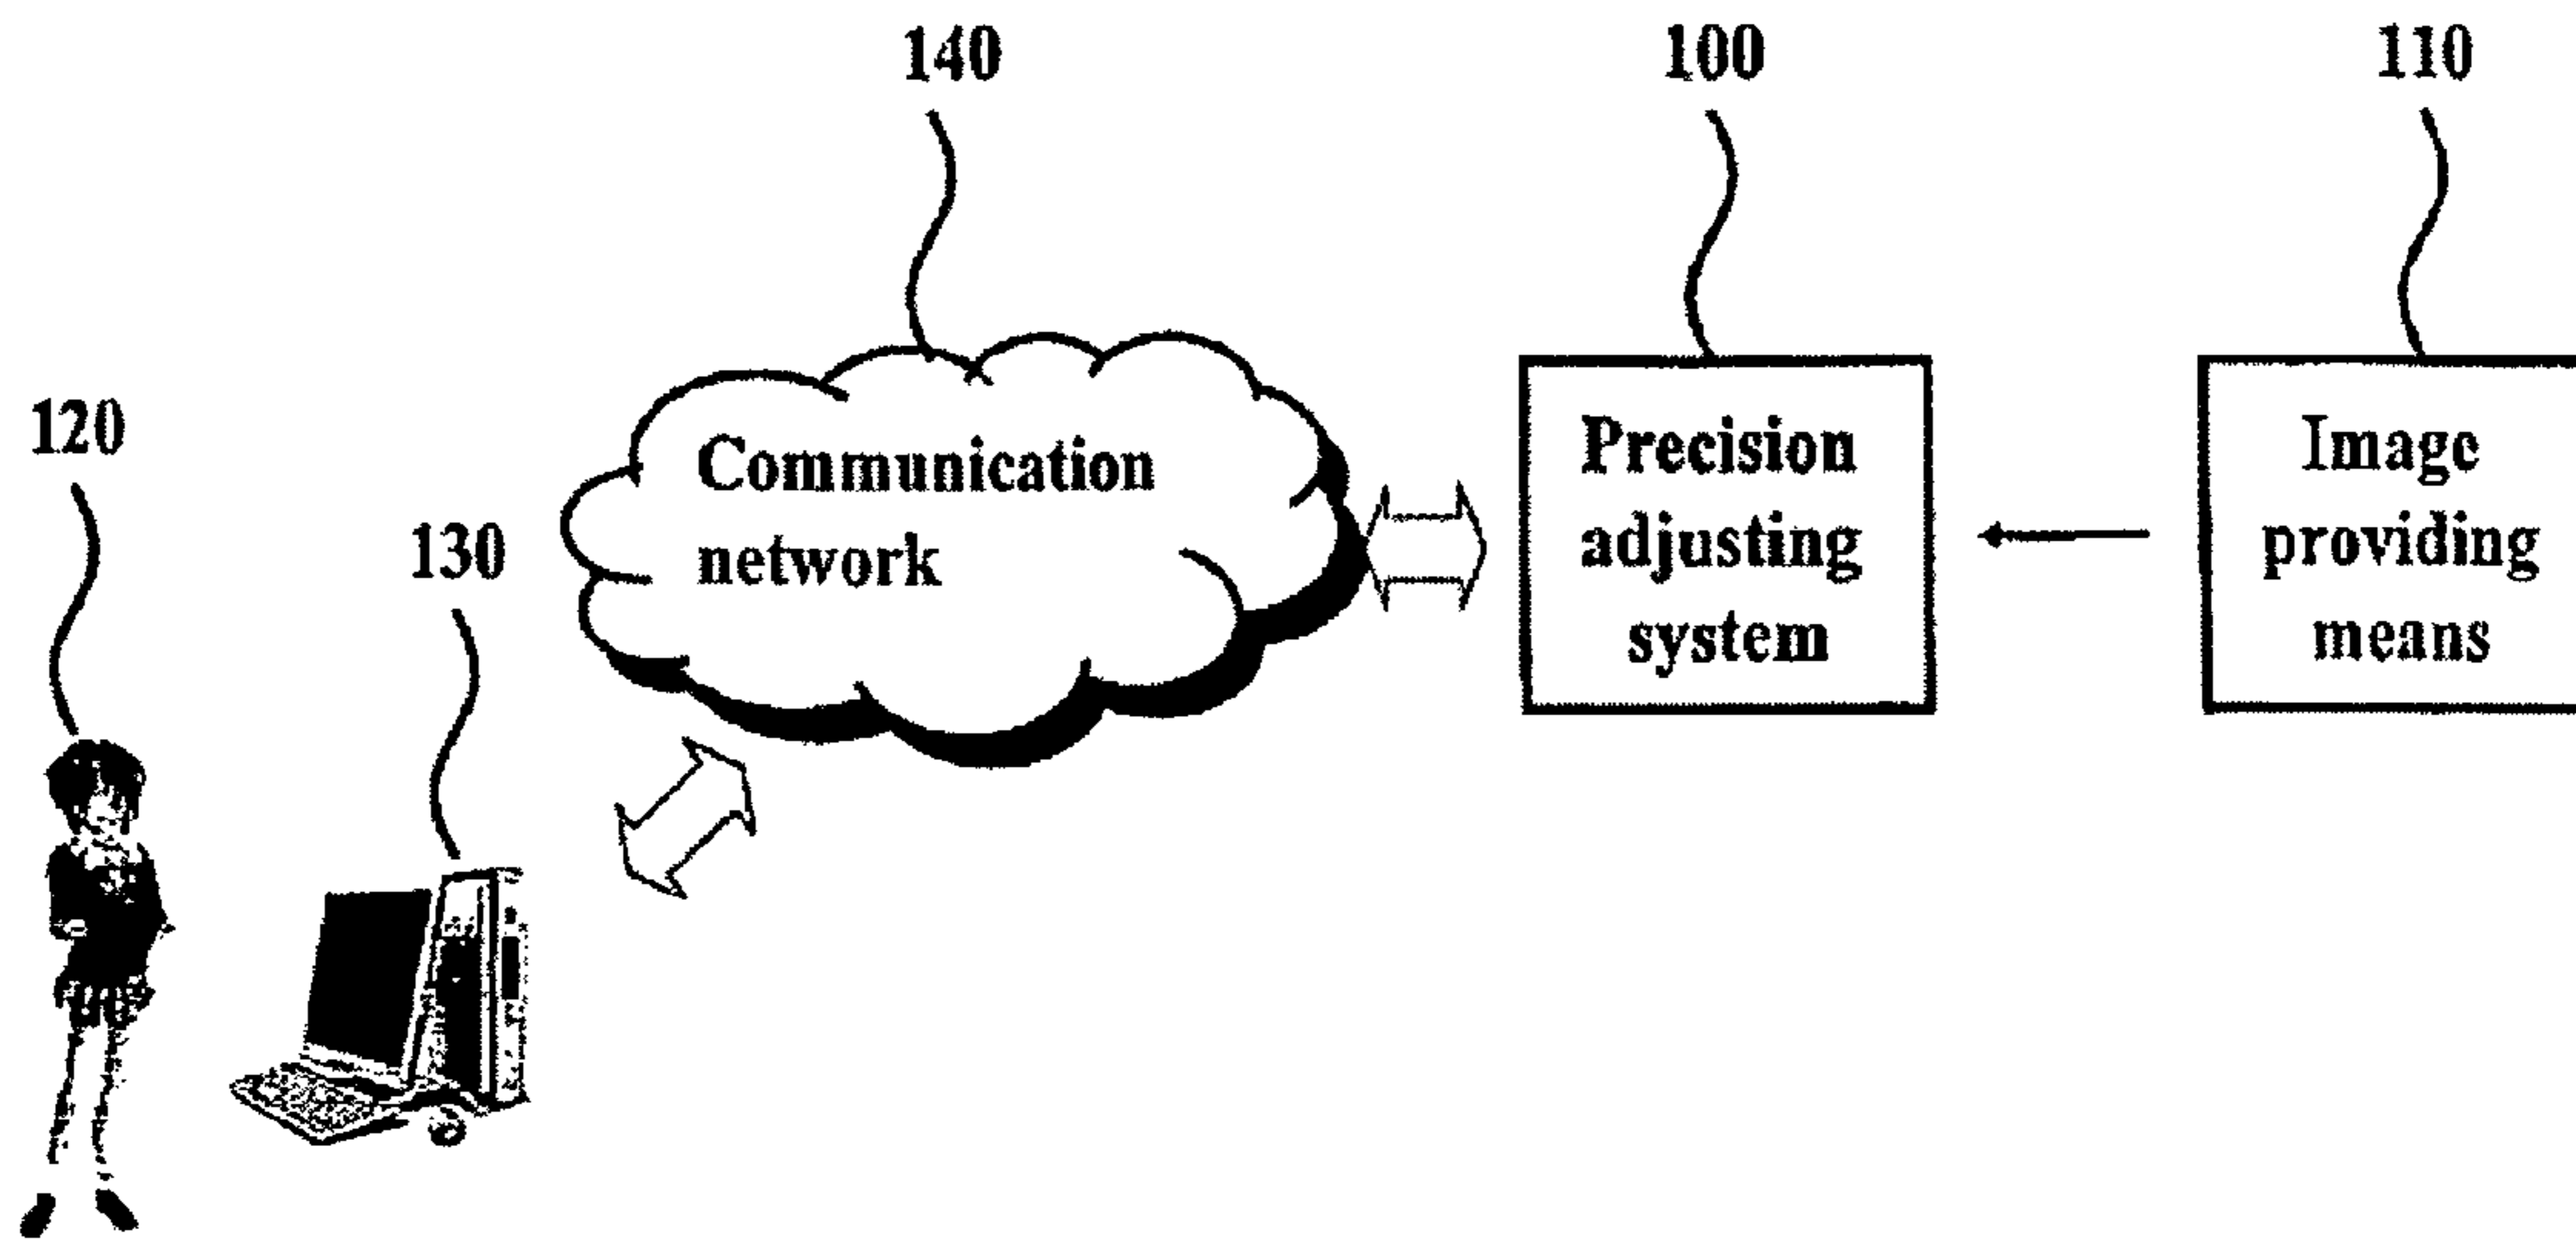 140
100
110
120
130
Communication
network
Precision
adjusting
system
Image
providing
means